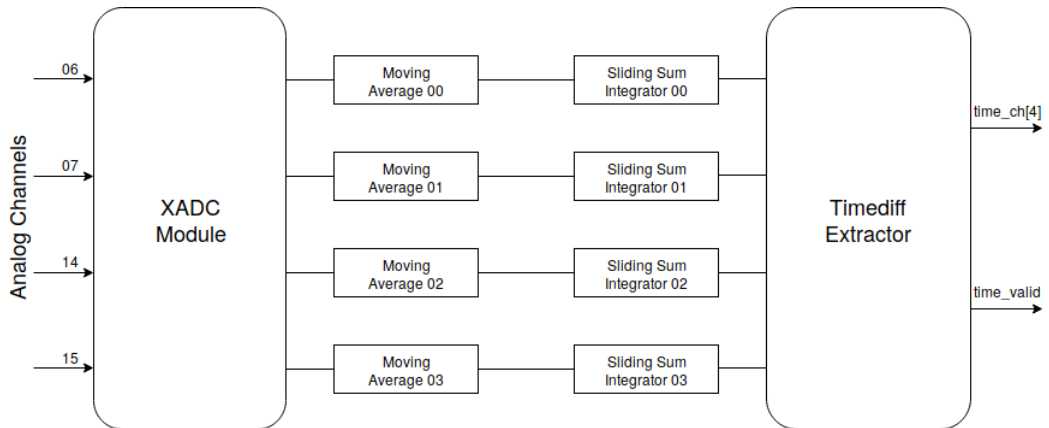 Analog Channels
06
07
14
15
XADC
Module
Moving
Average 00
Moving
Average 01
Moving
Average 02
Moving
Average 03
Sliding Sum
Integrator 00
Sliding Sum
Integrator 01
Sliding Sum
Integrator 02
Sliding Sum
Integrator 03
Timediff
Extractor
time_ch[4]
time_valid